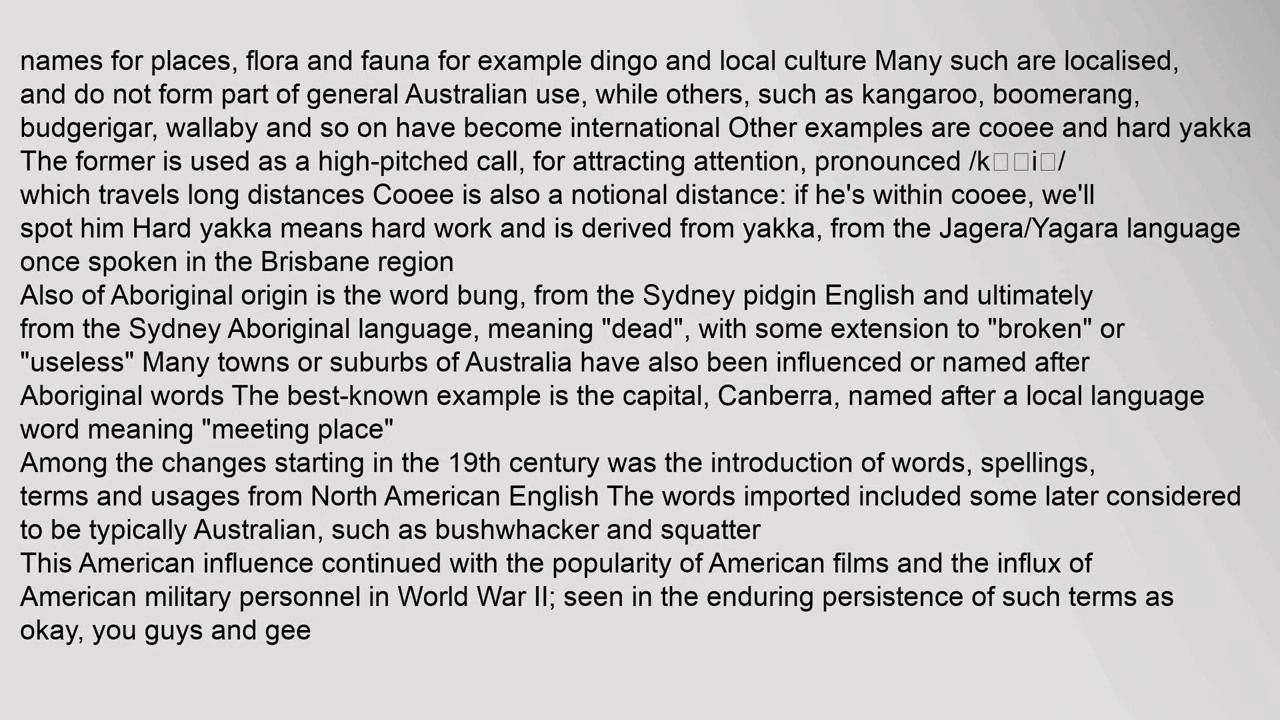 names for places, flora and fauna for example dingo and local culture Many such are localised,
and do not form part of general Australian use, while others, such as kangaroo, boomerang,
budgerigar, wallaby and so on have become international Other examples are cooee and hard yakka
The former is used as a high-pitched call, for attracting attention, pronounced /k□□i□/
which travels long distances Cooee is also a notional distance: if he's within cooee, we'll
spot him Hard yakka means hard work and is derived from yakka, from the Jagera/Yagara language
once spoken in the Brisbane region
Also of Aboriginal origin is the word bung, from the Sydney pidgin English and ultimately
from the Sydney Aboriginal language, meaning "dead", with some extension to "broken" or
"useless" Many towns or suburbs of Australia have also been influenced or named after
Aboriginal words The best-known example is the capital, Canberra, named after a local language
word meaning "meeting place"
Among the changes starting in the 19th century was the introduction of words, spellings,
terms and usages from North American English The words imported included some later considered
to be typically Australian, such as bushwhacker and squatter
This American influence continued with the popularity of American films and the influx of
American military personnel in World War II; seen in the enduring persistence of such terms as
okay, you guys and gee